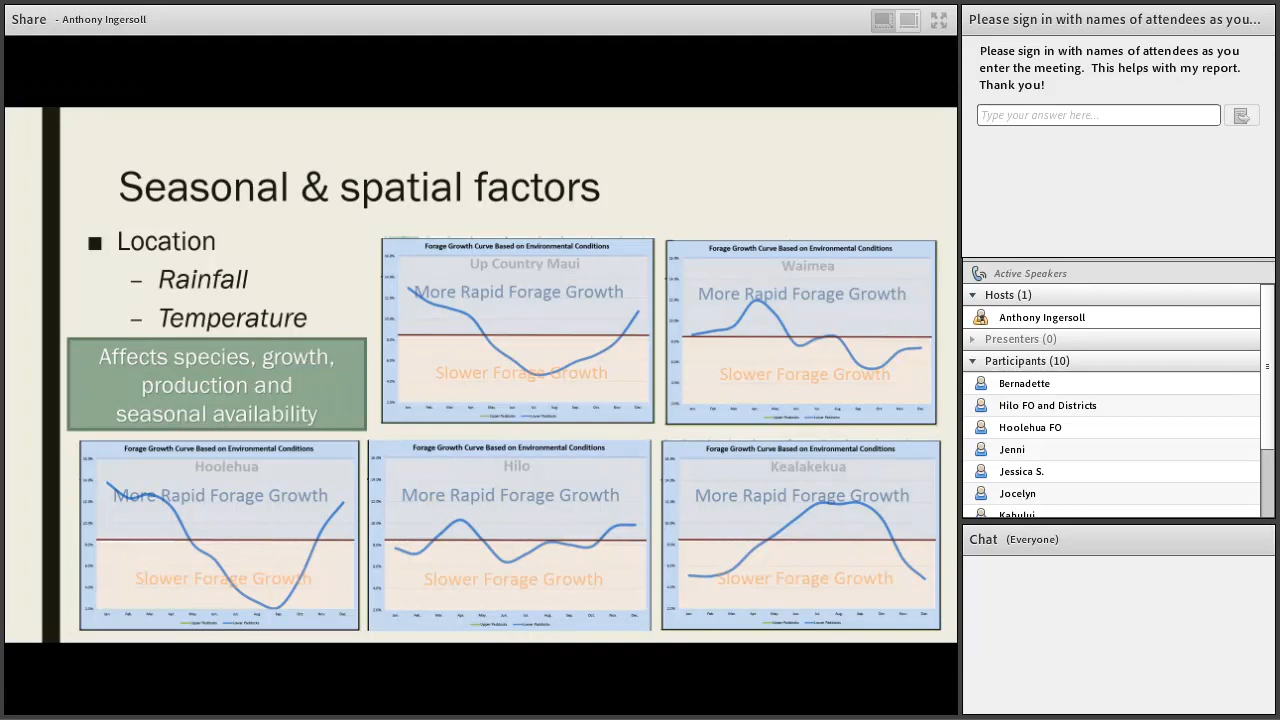 Share - Anthony Ingersoll
Seasonal & spatial factors
■ Location
– Rainfall
– Temperature
Affects species, growth,
production and
seasonal availability
Forage Growth Curve Based on Environmental Conditions
Up Country Maui
More Rapid Forage Growth
Slower Forage Growth
Forage Growth Curve Based on Environmental Conditions
Waimea
More Rapid Forage Growth
Slower Forage Growth
Forage Growth Curve Based on Environmental Conditions
Hoolehua
More Rapid Forage Growth
Slower Forage Growth
Forage Growth Curve Based on Environmental Conditions
Hilo
More Rapid Forage Growth
Slower Forage Growth
Forage Growth Curve Based on Environmental Conditions
Kealakekua
More Rapid Forage Growth
Slower Forage Growth
Please sign in with names of attendees as you...
Please sign in with names of attendees as you
enter the meeting. This helps with my report.
Thank you!
Type your answer here...
Active Speakers
Hosts (1)
Anthony Ingersoll
Presenters (0)
Participants (10)
Bernadette
Hilo FO and Districts
Hoolehua FO
Jenni
Jessica S.
Jocelyn
Kahului
Chat (Everyone)